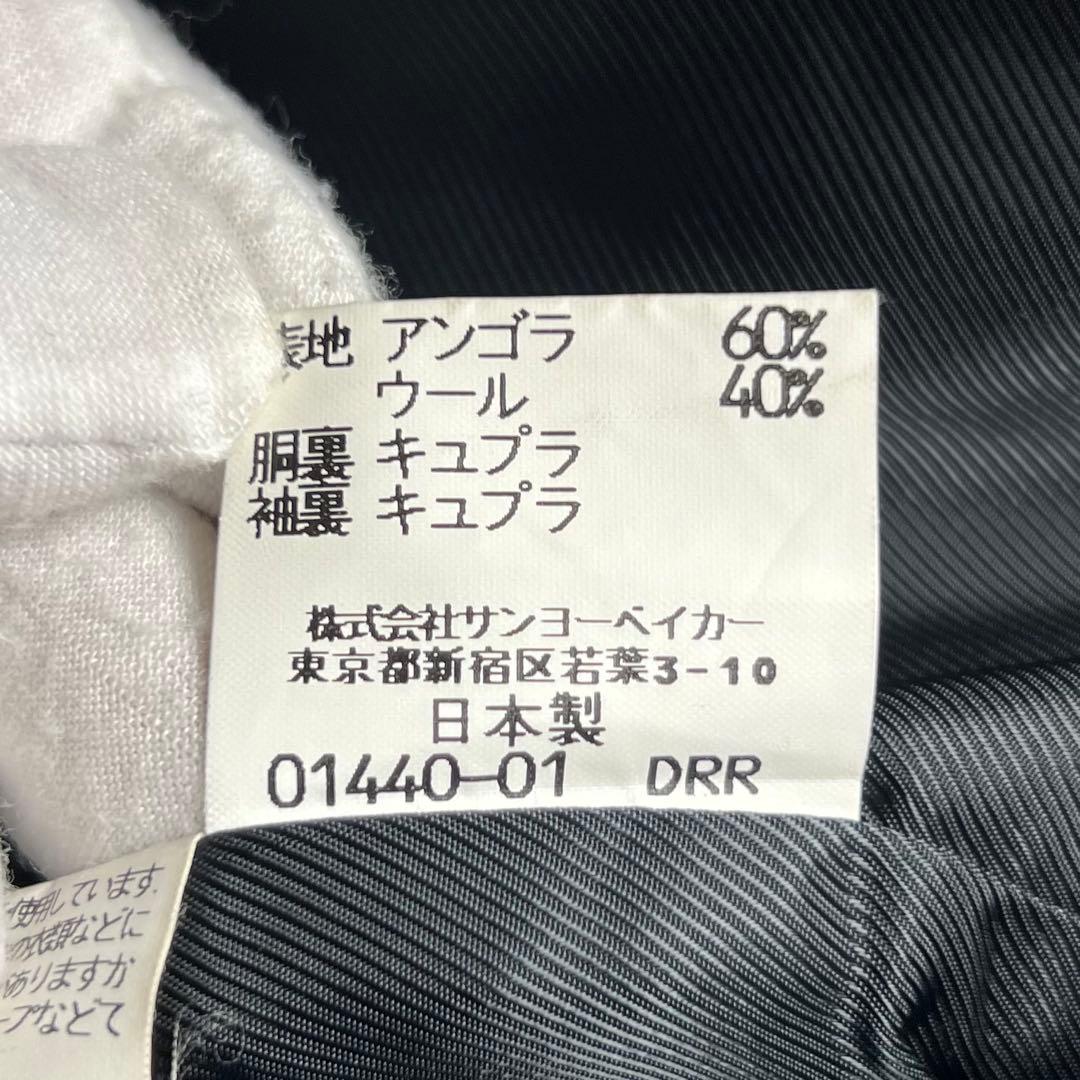 表地 アンゴラ 60%
ウール 40%
胴裏 キュプラ
袖裏 キュプラ
株式会社サンヨーベイカー
東京都新宿区若葉3-10
日本製
01440-01 DRR
使用しています.
の衣類などに
ありますか
ープなどて